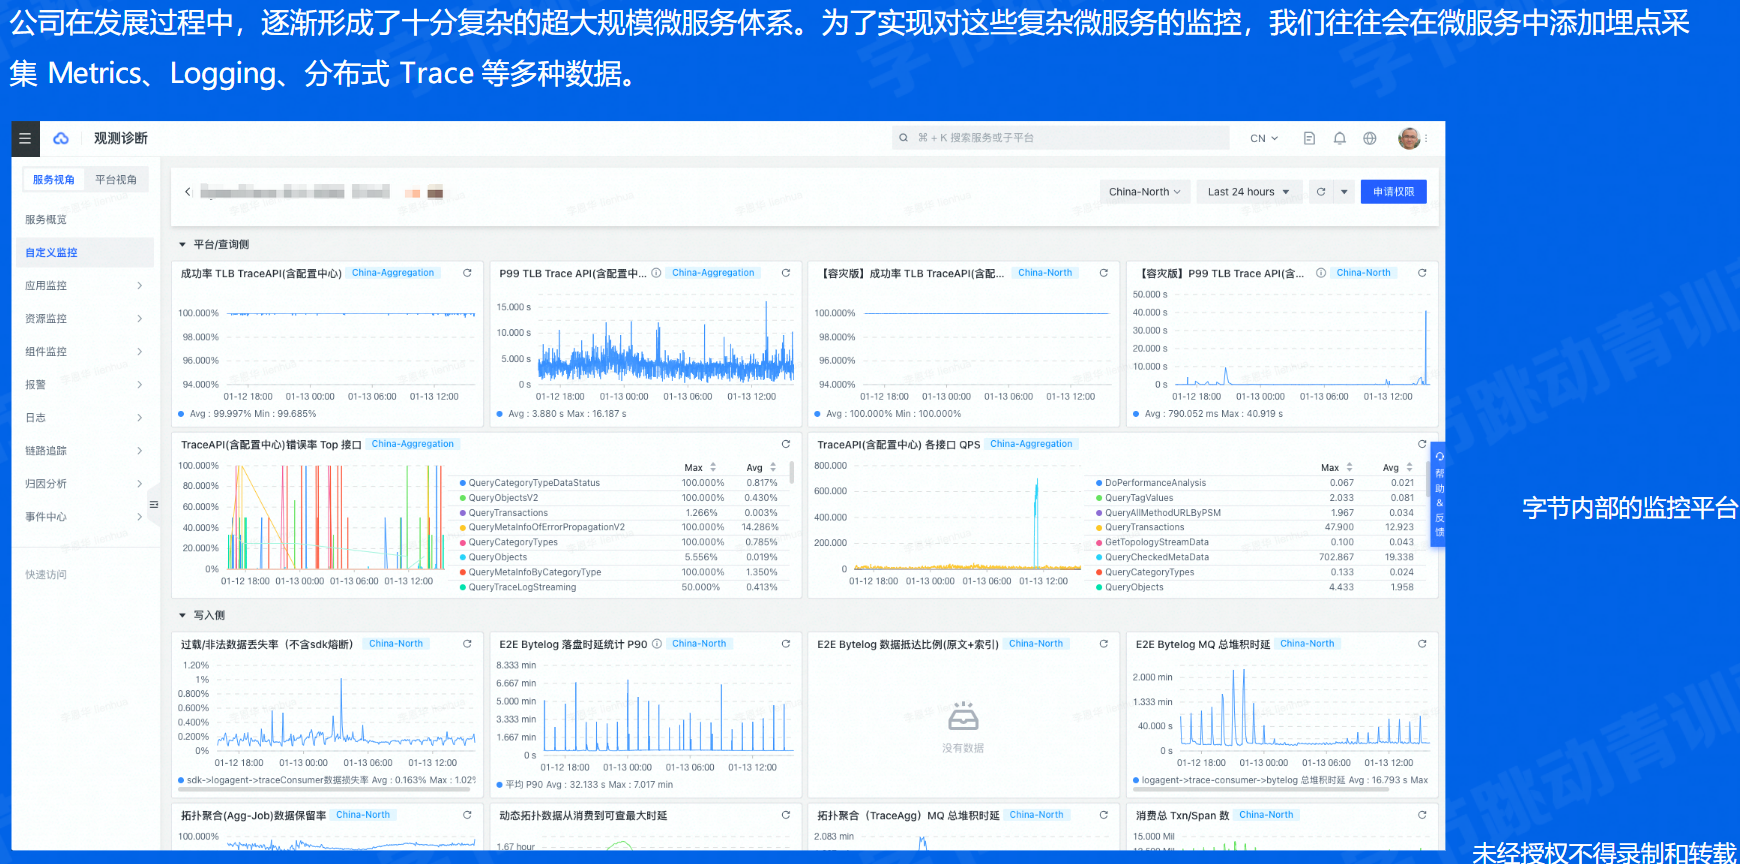 公司在发展过程中，逐渐形成了十分复杂的超大规模微服务体系。为了实现对这些复杂微服务的监控，我们往往会在微服务中添加埋点采
集 Metrics、Logging、分布式 Trace 等多种数据。
观测诊断
⌘ + K 搜索服务或子平台
CN
服务视角 平台视角
China-North
Last 24 hours
申请权限
服务概览
自定义监控
应用监控
资源监控
组件监控
报警
日志
链路追踪
归因分析
事件中心
快速访问
平台/查询侧
成功率 TLB TraceAPI(含配置中心) China-Aggregation
100.000%
98.000%
96.000%
94.000%
01-12 18:00 01-13 00:00 01-13 06:00 01-13 12:00
Avg : 99.997% Min : 99.685%
P99 TLB Trace API(含配置中... China-Aggregation
15.000 s
10.000 s
5.000 s
0 s
01-12 18:00 01-13 00:00 01-13 06:00 01-13 12:00
Avg : 3.880 s Max : 16.187 s
【容灾版】成功率 TLB TraceAPI(含配... China-North
100.000%
98.000%
96.000%
94.000%
01-12 18:00 01-13 00:00 01-13 06:00 01-13 12:00
Avg : 100.000% Min : 100.000%
【容灾版】P99 TLB Trace API(含... China-North
50.000 s
40.000 s
30.000 s
20.000 s
10.000 s
0 s
01-12 18:00 01-13 00:00 01-13 06:00 01-13 12:00
Avg : 790.052 ms Max : 40.919 s
TraceAPI(含配置中心)错误率 Top 接口 China-Aggregation
100.000%
80.000%
60.000%
40.000%
20.000%
0%
01-12 18:00 01-13 00:00 01-13 06:00 01-13 12:00
Max Avg
QueryCategoryTypeDataStatus 100.000% 0.817%
QueryObjectsV2 100.000% 0.430%
QueryTransactions 1.266% 0.003%
QueryMetaInfoOfErrorPropagationV2 100.000% 14.286%
QueryCategoryTypes 100.000% 0.785%
QueryObjects 5.556% 0.019%
QueryMetaInfoByCategoryType 100.000% 1.350%
QueryTraceLogStreaming 50.000% 0.413%
TraceAPI(含配置中心) 各接口 QPS China-Aggregation
800.000
600.000
400.000
200.000
0
01-12 18:00 01-13 00:00 01-13 06:00 01-13 12:00
Max Avg
DoPerformanceAnalysis 0.067 0.021
QueryTagValues 2.033 0.081
QueryAllMethodURLByPSM 1.967 0.034
QueryTransactions 47.900 12.923
GetTopologyStreamData 0.100 0.043
QueryCheckedMetaData 702.867 19.338
QueryCategoryTypes 0.133 0.024
QueryObjects 4.433 1.958
帮助&反馈
字节内部的监控平台
写入侧
过载/非法数据丢失率（不含sdk熔断） China-North
1.20%
1%
0.800%
0.600%
0.400%
0.200%
0%
01-12 18:00 01-13 00:00 01-13 06:00 01-13 12:00
sdk->logagent->traceConsumer数据损失率 Avg : 0.163% Max : 1.02%
E2E Bytelog 落盘时延统计 P90 China-North
8.333 min
6.667 min
5.000 min
3.333 min
1.667 min
0 s
01-12 18:00 01-13 00:00 01-13 06:00 01-13 12:00
平均 P90 Avg : 32.133 s Max : 7.017 min
E2E Bytelog 数据抵达比例(原文+索引) China-North
没有数据
E2E Bytelog MQ 总堆积时延 China-North
2.000 min
1.333 min
40.000 s
0 s
01-12 18:00 01-13 00:00 01-13 06:00 01-13 12:00
logagent->trace-consumer->bytelog 总堆积时延 Avg : 16.793 s Max
拓扑聚合(Agg-Job)数据保留率 China-North
100.000%
动态拓扑数据从消费到可查最大时延
1.67 hour
拓扑聚合（TraceAgg）MQ 总堆积时延 China-North
2.083 min
消费总 Txn/Span 数 China-North
15.000 Mil
未经授权不得录制和转载